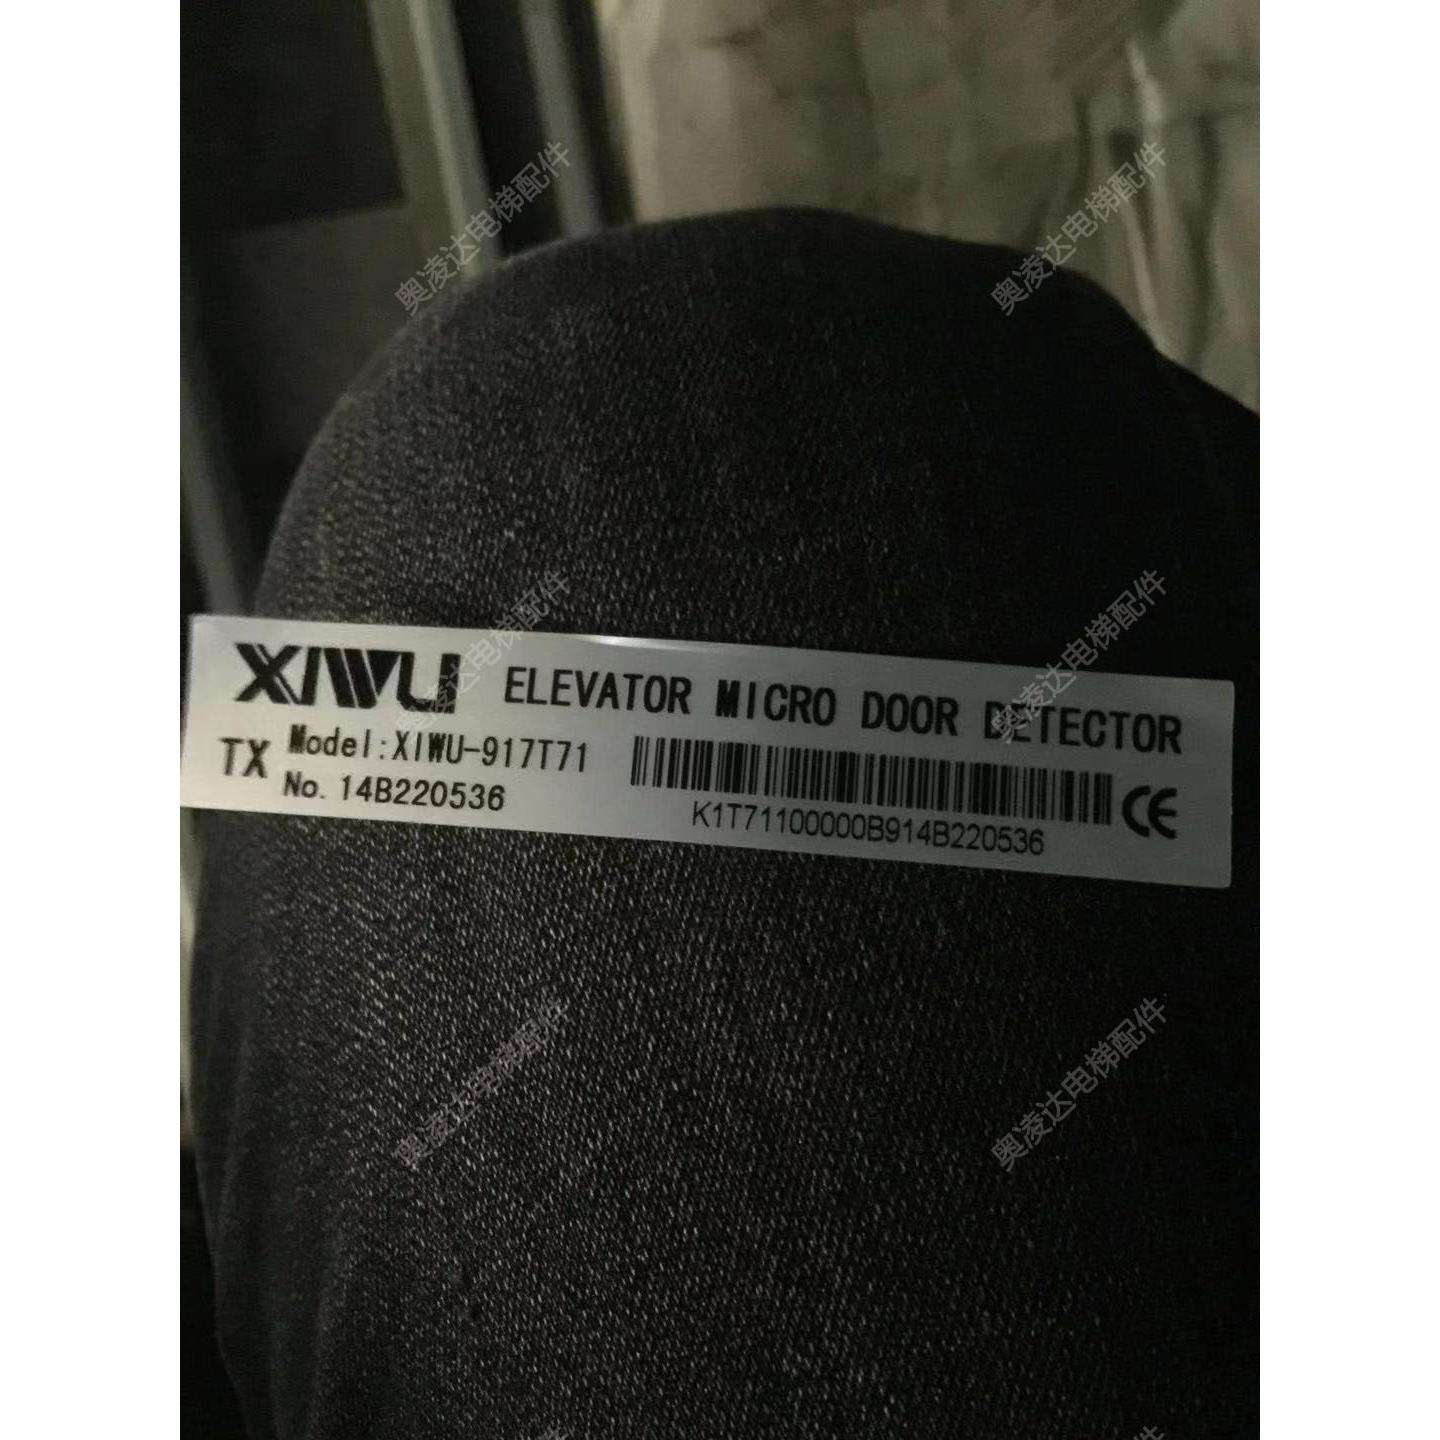 奥凌达电梯配件
奥凌达电梯配件
奥凌达电梯配件
奥凌达电梯配件
XIWU ELEVATOR MICRO DOOR DETECTOR
TX Model:XIWU-917T71
No. 14B220536
K1T71100000B914B220536
CE
奥凌达电梯配件
奥凌达电梯配件